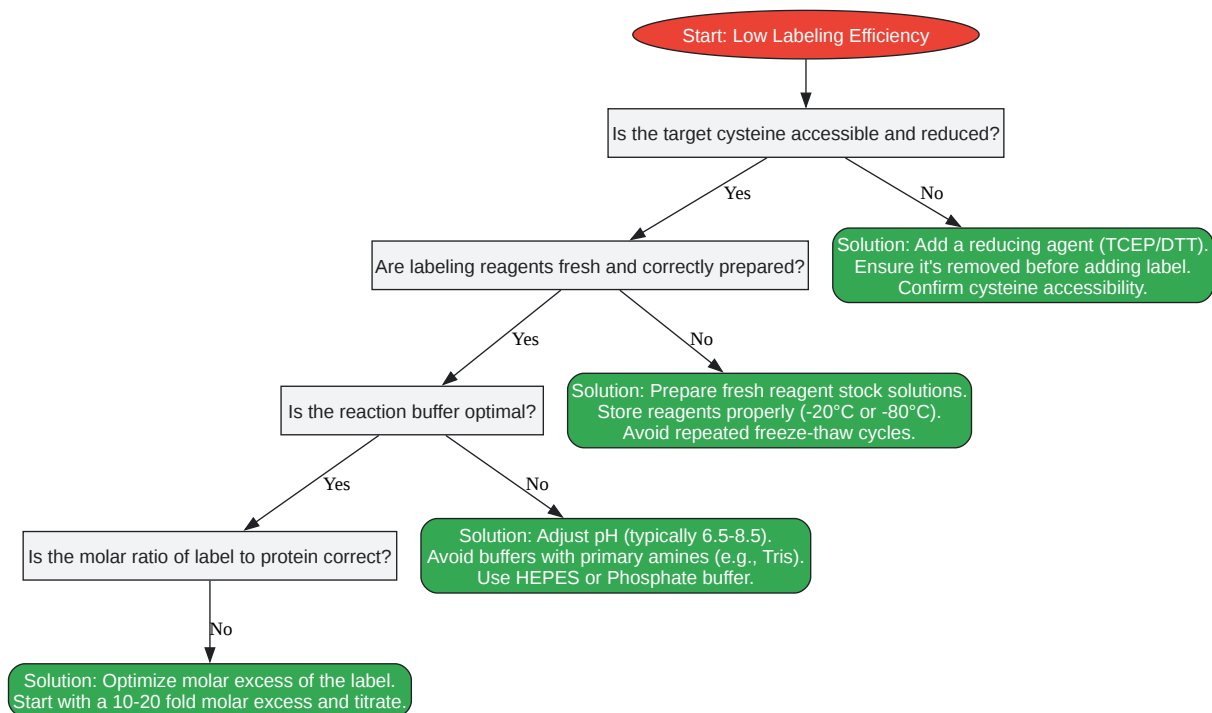 Start: Low Labeling Efficiency
Is the target cysteine accessible and reduced?
Yes
No
Solution: Add a reducing agent (TCEP/DTT).
Ensure it's removed before adding label.
Confirm cysteine accessibility.
Are labeling reagents fresh and correctly prepared?
Yes
No
Solution: Prepare fresh reagent stock solutions.
Store reagents properly (-20°C or -80°C).
Avoid repeated freeze-thaw cycles.
Is the reaction buffer optimal?
Yes
No
Solution: Adjust pH (typically 6.5-8.5).
Avoid buffers with primary amines (e.g., Tris).
Use HEPES or Phosphate buffer.
Is the molar ratio of label to protein correct?
No
Solution: Optimize molar excess of the label.
Start with a 10-20 fold molar excess and titrate.